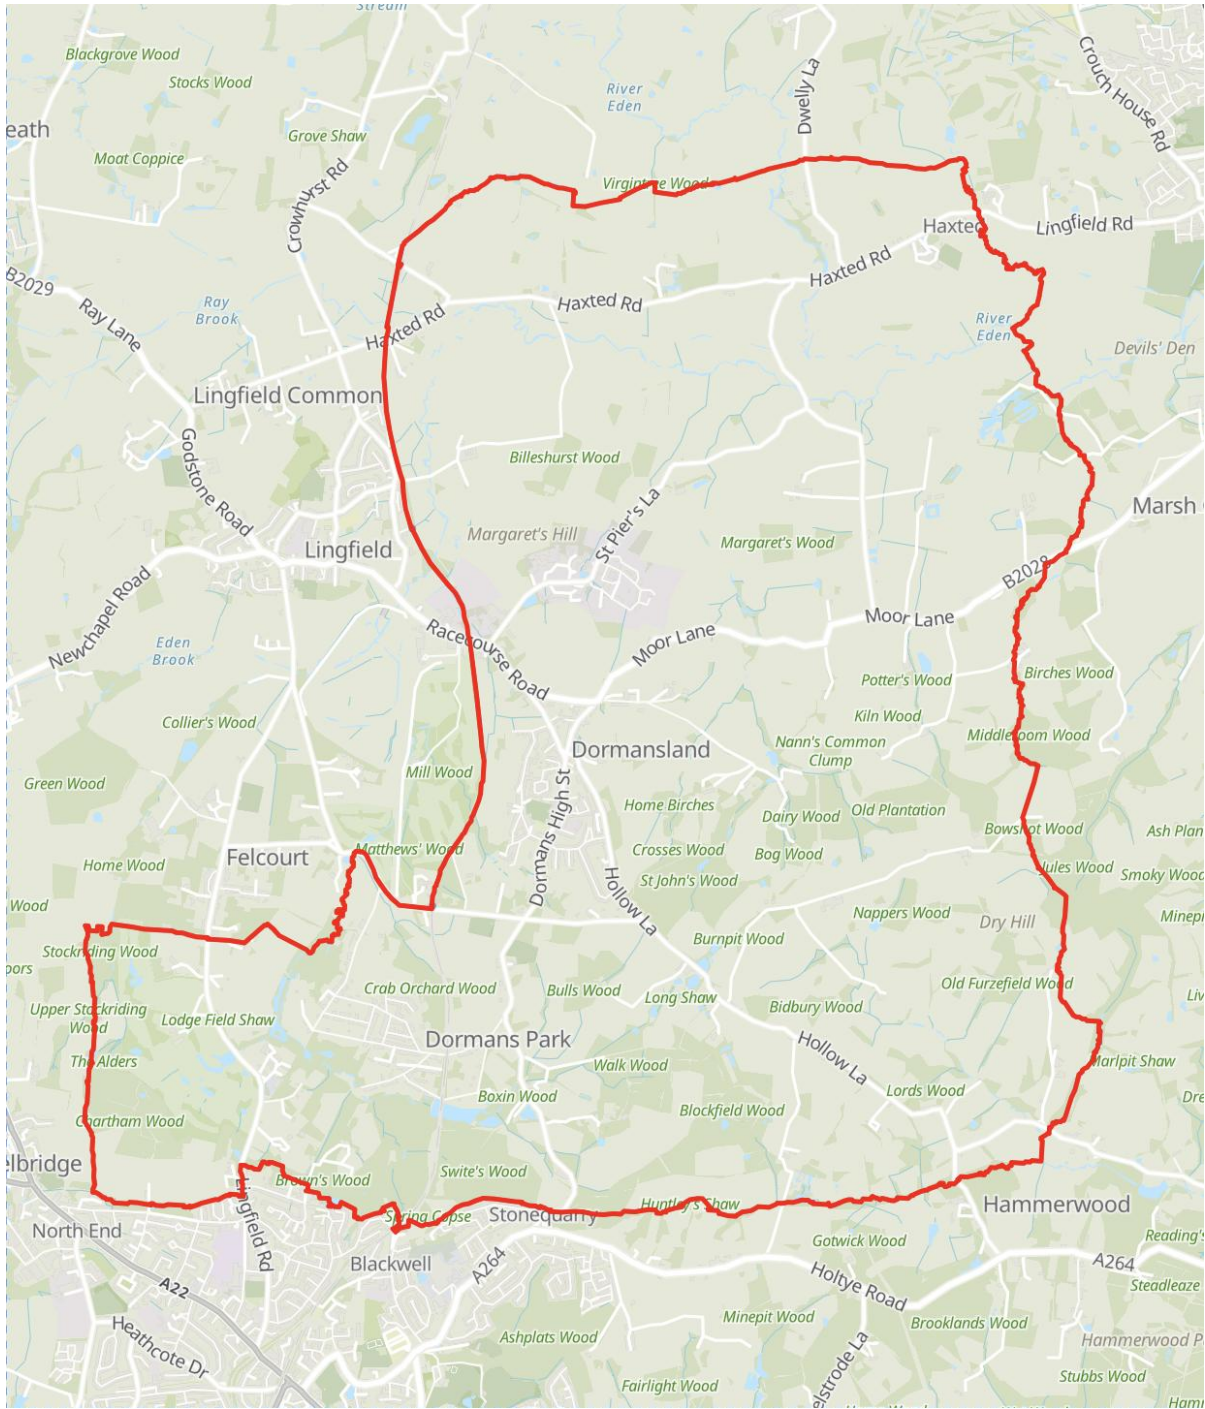 Stream
Blackgrove Wood
Stocks Wood
River
Eden
Dwelly La
Crouch House Rd
eath
Grove Shaw
Moat Coppice
Crowhurst Rd
Virgintree Wood
Haxted
Lingfield Rd
B2029
Ray Lane
Ray
Brook
Haxted Rd
Haxted Rd
Haxted Rd
River
Eden
Devils' Den
Lingfield Common
Godstone Road
Billeshurst Wood
St Pier's La
Marsh
Lingfield
Margaret's Hill
Margaret's Wood
B2028
Newchapel Road
Eden
Brook
Racecourse Road
Moor Lane
Moor Lane
Potter's Wood
Birches Wood
Collier's Wood
Kiln Wood
Dormansland
Nann's Common
Clump
Middlecoom Wood
Green Wood
Mill Wood
Dormans High St
Home Birches
Dairy Wood
Old Plantation
Bowshot Wood
Ash Plan
Home Wood
Felcourt
Matthews' Wood
Crosses Wood
Bog Wood
Jules Wood
Smoky Wood
St John's Wood
Hollow La
Wood
Nappers Wood
Dry Hill
Minepi
Stockriding Wood
Burnpit Wood
oors
Crab Orchard Wood
Bulls Wood
Long Shaw
Bidbury Wood
Old Furzefield Wood
Liv
Upper Stockriding
Wood
Lodge Field Shaw
Dormans Park
Hollow La
The Alders
Walk Wood
Marlpit Shaw
Boxin Wood
Lords Wood
Dre
Chartham Wood
Blockfield Wood
elbridge
Swite's Wood
Brown's Wood
Lingfield Rd
Huntley's Shaw
Hammerwood
North End
Spring Copse
Stonequarry
Reading's
Blackwell
A264
Gotwick Wood
A264
A22
Holtye Road
Steadleaze
Heathcote Dr
Minepit Wood
Brooklands Wood
Ashplats Wood
Hammerwood P
elstrode La
Fairlight Wood
Stubbs Wood